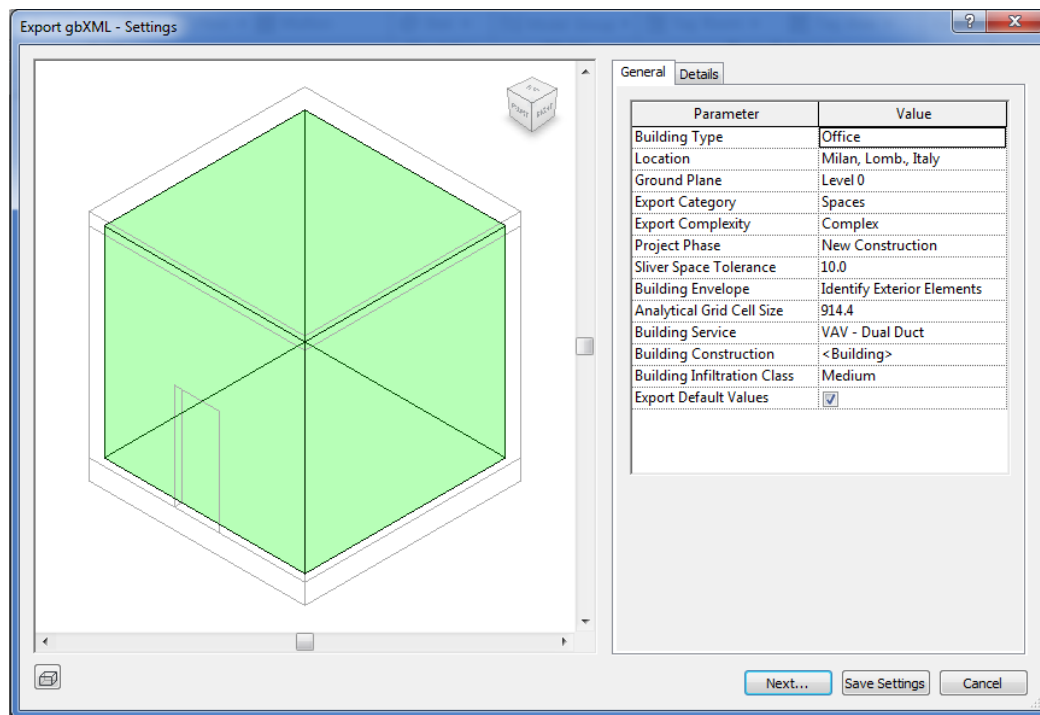 Export gbXML - Settings
General Details
Parameter Value
Building Type Office
Location Milan, Lomb., Italy
Ground Plane Level 0
Export Category Spaces
Export Complexity Complex
Project Phase New Construction
Sliver Space Tolerance 10.0
Building Envelope Identify Exterior Elements
Analytical Grid Cell Size 914.4
Building Service VAV - Dual Duct
Building Construction <Building>
Building Infiltration Class Medium
Export Default Values
Next... Save Settings Cancel